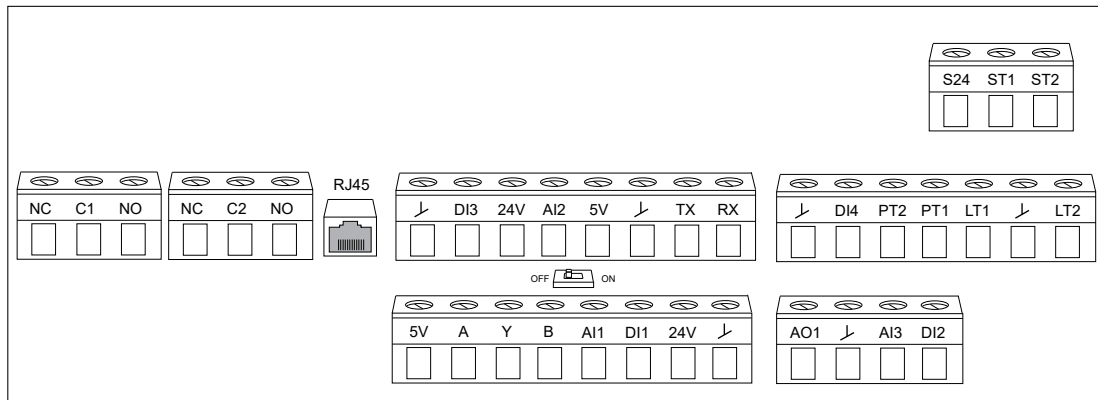 S24 ST1 ST2
RJ45
NC C1 NO NC C2 NO DI3 24V AI2 5V TX RX DI4 PT2 PT1 LT1 LT2
OFF ON
5V A Y B AI1 DI1 24V AO1 AI3 DI2